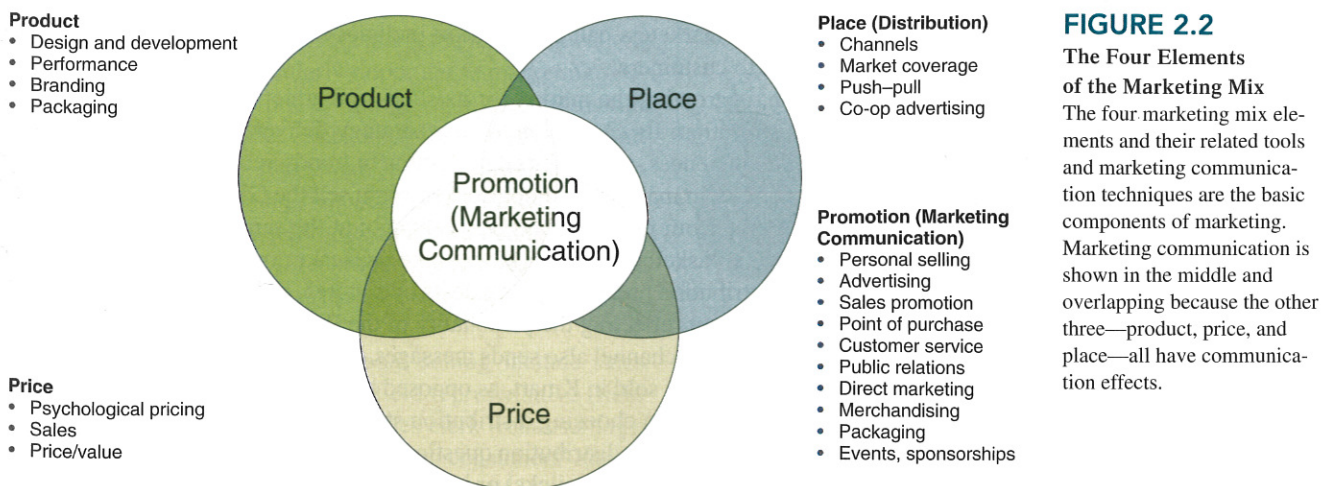 Product
• Design and development
• Performance
• Branding
• Packaging
Price
• Psychological pricing
• Sales
• Price/value
Product
Place
Promotion
(Marketing
Communication)
Price
Place (Distribution)
• Channels
• Market coverage
• Push–pull
• Co-op advertising
Promotion (Marketing
Communication)
• Personal selling
• Advertising
• Sales promotion
• Point of purchase
• Customer service
• Public relations
• Direct marketing
• Merchandising
• Packaging
• Events, sponsorships
FIGURE 2.2
The Four Elements
of the Marketing Mix
The four marketing mix ele-
ments and their related tools
and marketing communica-
tion techniques are the basic
components of marketing.
Marketing communication is
shown in the middle and
overlapping because the other
three—product, price, and
place—all have communica-
tion effects.